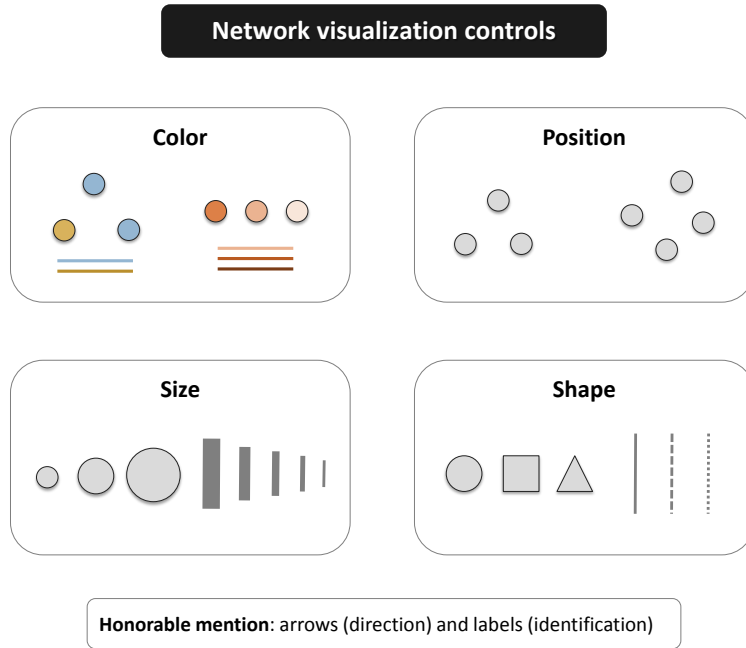 Network visualization controls
Color
Position
Size
Shape
Honorable mention: arrows (direction) and labels (identification)